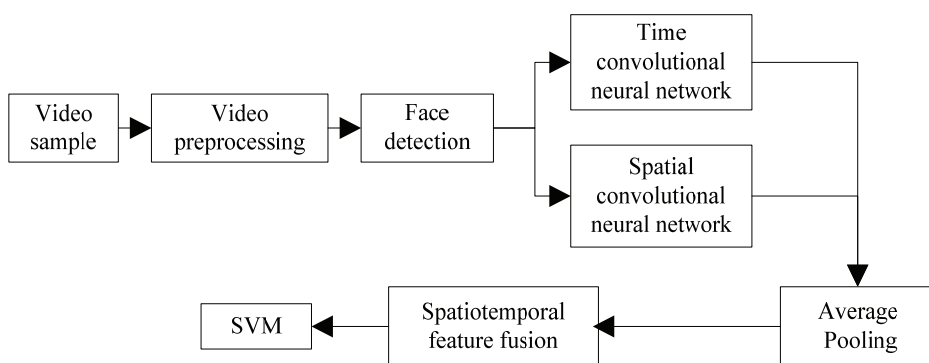 Video
sample
Video
preprocessing
Face
detection
Time
convolutional
neural network
Spatial
convolutional
neural network
Average
Pooling
Spatiotemporal
feature fusion
SVM